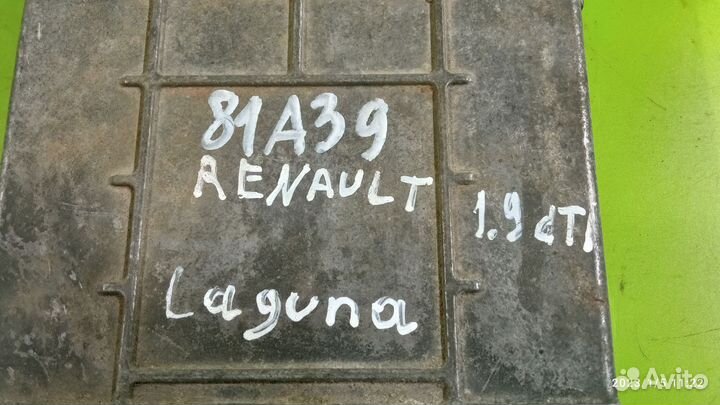 81A39
RENAULT
1.9 dTi
Laguna
Avito